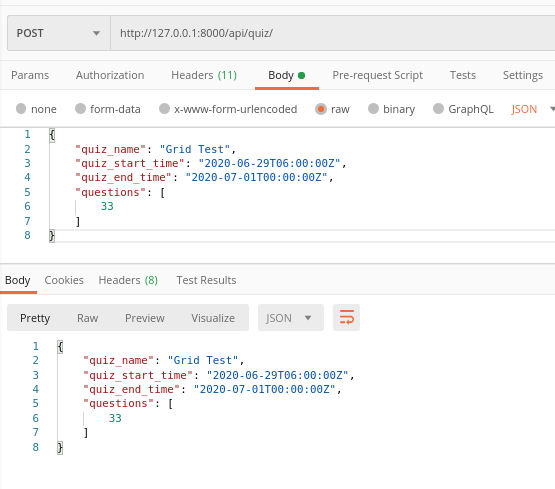 POST http://127.0.0.1:8000/api/quiz/
Params Authorization Headers (11) Body Pre-request Script Tests Settings
none form-data x-www-form-urlencoded raw binary GraphQL JSON
1 {
2 "quiz_name": "Grid Test",
3 "quiz_start_time": "2020-06-29T06:00:00Z",
4 "quiz_end_time": "2020-07-01T00:00:00Z",
5 "questions": [
6 33
7 ]
8 }
Body Cookies Headers (8) Test Results
Pretty Raw Preview Visualize JSON
1 {
2 "quiz_name": "Grid Test",
3 "quiz_start_time": "2020-06-29T06:00:00Z",
4 "quiz_end_time": "2020-07-01T00:00:00Z",
5 "questions": [
6 33
7 ]
8 }